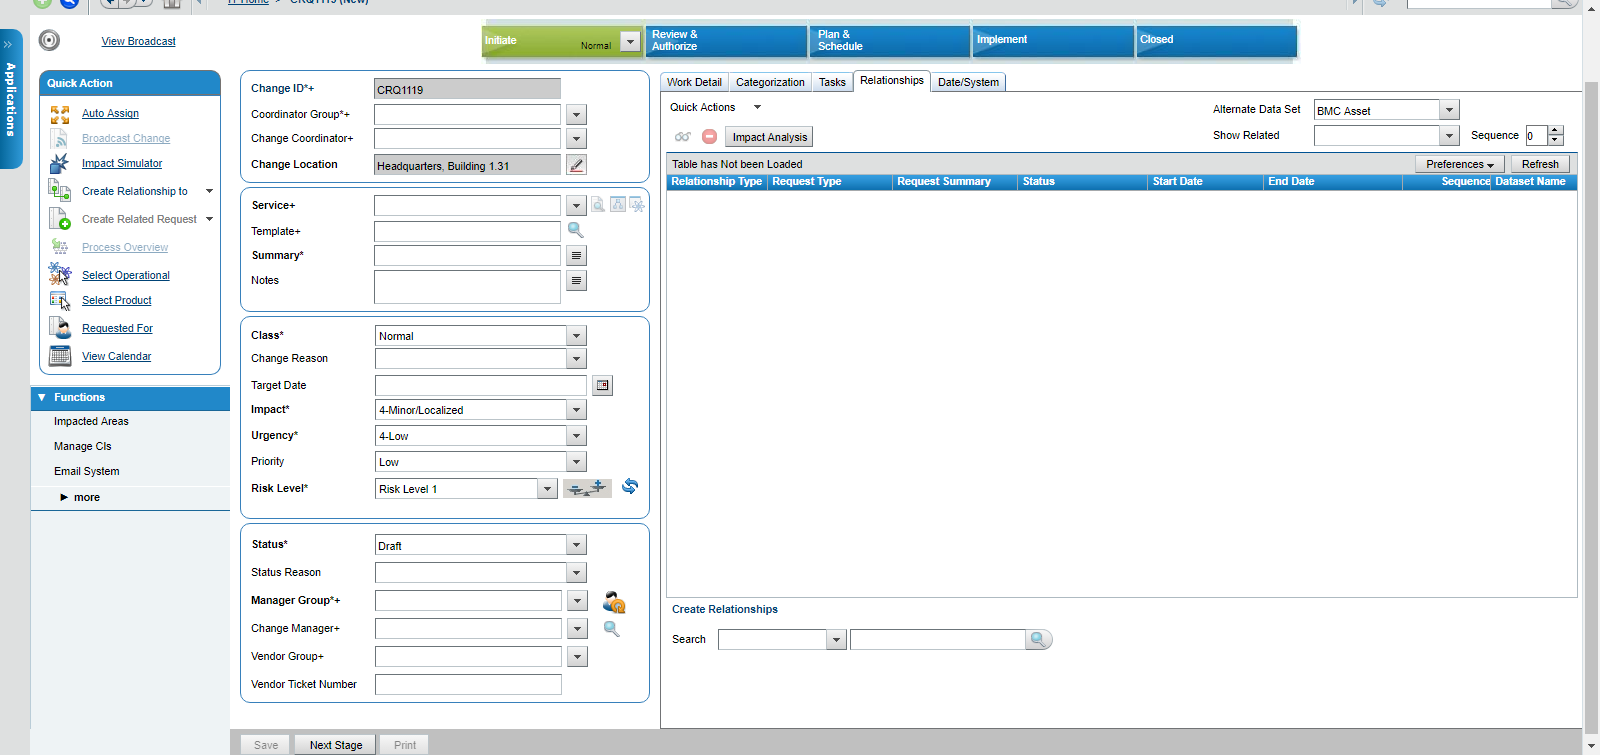 IT Home > CRQ1119 (New)
Applications
View Broadcast
Initiate
Normal
Review &
Authorize
Plan &
Schedule
Implement
Closed
Quick Action
Auto Assign
Broadcast Change
Impact Simulator
Create Relationship to
Create Related Request
Process Overview
Select Operational
Select Product
Requested For
View Calendar
Functions
Impacted Areas
Manage CIs
Email System
more
Change ID*+ CRQ1119
Coordinator Group*+
Change Coordinator+
Change Location Headquarters, Building 1.31
Service+
Template+
Summary*
Notes
Class* Normal
Change Reason
Target Date
Impact* 4-Minor/Localized
Urgency* 4-Low
Priority Low
Risk Level* Risk Level 1
Status* Draft
Status Reason
Manager Group*+
Change Manager+
Vendor Group+
Vendor Ticket Number
Save Next Stage Print
Work Detail Categorization Tasks Relationships Date/System
Quick Actions
Alternate Data Set BMC Asset
Impact Analysis
Show Related Sequence 0
Table has Not been Loaded Preferences Refresh
Relationship Type Request Type Request Summary Status Start Date End Date Sequence Dataset Name
Create Relationships
Search